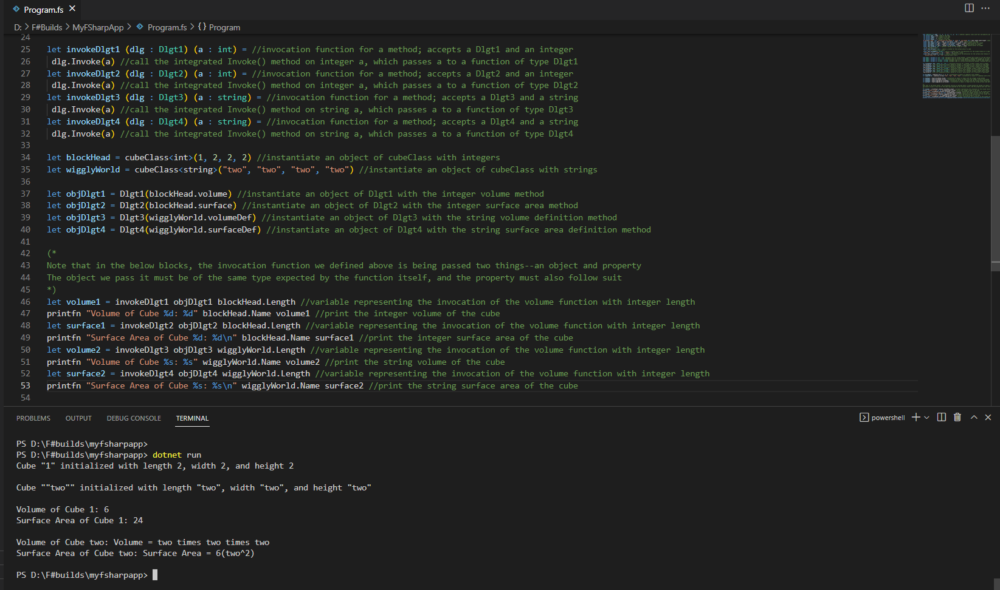 Program.fs
D: > F#Builds > MyFSharpApp > Program.fs > {} Program
24
25 let invokeDlgt1 (dlg : Dlgt1) (a : int) = //invocation function for a method; accepts a Dlgt1 and an integer
26 dlg.Invoke(a) //call the integrated Invoke() method on integer a, which passes a to a function of type Dlgt1
27 let invokeDlgt2 (dlg : Dlgt2) (a : int) = //invocation function for a method; accepts a Dlgt2 and an integer
28 dlg.Invoke(a) //call the integrated Invoke() method on integer a, which passes a to a function of type Dlgt2
29 let invokeDlgt3 (dlg : Dlgt3) (a : string) = //invocation function for a method; accepts a Dlgt3 and a string
30 dlg.Invoke(a) //call the integrated Invoke() method on string a, which passes a to a function of type Dlgt3
31 let invokeDlgt4 (dlg : Dlgt4) (a : string) = //invocation function for a method; accepts a Dlgt4 and a string
32 dlg.Invoke(a) //call the integrated Invoke() method on string a, which passes a to a function of type Dlgt4
33
34 let blockHead = cubeClass<int>(1, 2, 2, 2) //instantiate an object of cubeClass with integers
35 let wigglyWorld = cubeClass<string>("two", "two", "two", "two") //instantiate an object of cubeClass with strings
36
37 let objDlgt1 = Dlgt1(blockHead.volume) //instantiate an object of Dlgt1 with the integer volume method
38 let objDlgt2 = Dlgt2(blockHead.surface) //instantiate an object of Dlgt2 with the integer surface area method
39 let objDlgt3 = Dlgt3(wigglyWorld.volumeDef) //instantiate an object of Dlgt3 with the string volume definition method
40 let objDlgt4 = Dlgt4(wigglyWorld.surfaceDef) //instantiate an object of Dlgt4 with the string surface area definition method
41
42 (*
43 Note that in the below blocks, the invocation function we defined above is being passed two things--an object and property
44 The object we pass it must be of the same type expected by the function itself, and the property must also follow suit
45 *)
46 let volume1 = invokeDlgt1 objDlgt1 blockHead.Length //variable representing the invocation of the volume function with integer length
47 printfn "Volume of Cube %d: %d" blockHead.Name volume1 //print the integer volume of the cube
48 let surface1 = invokeDlgt2 objDlgt2 blockHead.Length //variable representing the invocation of the volume function with integer length
49 printfn "Surface Area of Cube %d: %d\n" blockHead.Name surface1 //print the integer surface area of the cube
50 let volume2 = invokeDlgt3 objDlgt3 wigglyWorld.Length //variable representing the invocation of the volume function with integer length
51 printfn "Volume of Cube %s: %s" wigglyWorld.Name volume2 //print the string volume of the cube
52 let surface2 = invokeDlgt4 objDlgt4 wigglyWorld.Length //variable representing the invocation of the volume function with integer length
53 printfn "Surface Area of Cube %s: %s\n" wigglyWorld.Name surface2 //print the string surface area of the cube
54
PROBLEMS OUTPUT DEBUG CONSOLE TERMINAL powershell
PS D:\F#builds\myfsharpapp>
PS D:\F#builds\myfsharpapp> dotnet run
Cube "1" initialized with length 2, width 2, and height 2
Cube ""two"" initialized with length "two", width "two", and height "two"
Volume of Cube 1: 6
Surface Area of Cube 1: 24
Volume of Cube two: Volume = two times two times two
Surface Area of Cube two: Surface Area = 6(two^2)
PS D:\F#builds\myfsharpapp>